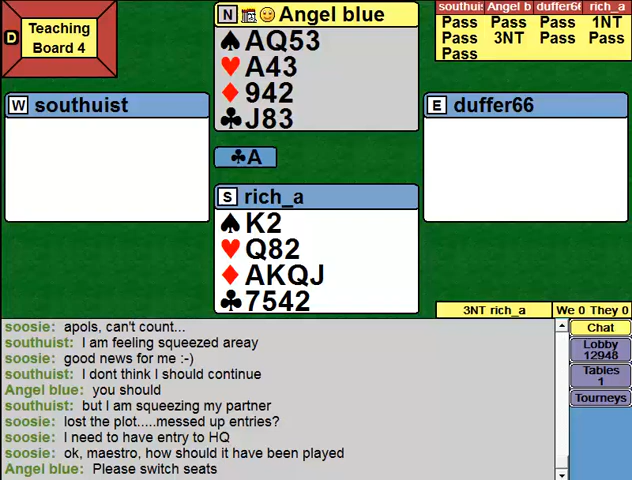 D Teaching Board 4
N Angel blue
♠AQ53
♥A43
♦942
♣J83
southuis Angel b duffer66 rich_a
Pass Pass Pass 1NT
Pass 3NT Pass Pass
Pass
W southuist
E duffer66
♣A
S rich_a
♠K2
♥Q82
♦AKQJ
♣7542
3NT rich_a We 0 They 0
soosie: apols, can't count...
southuist: I am feeling squeezed areay
soosie: good news for me :-)
southuist: I dont think I should continue
Angel blue: you should
southuist: but I am squeezing my partner
soosie: lost the plot.....messed up entries?
soosie: I need to have entry to HQ
soosie: ok, maestro, how should it have been played
Angel blue: Please switch seats
Chat
Lobby
12948
Tables
1
Tourneys